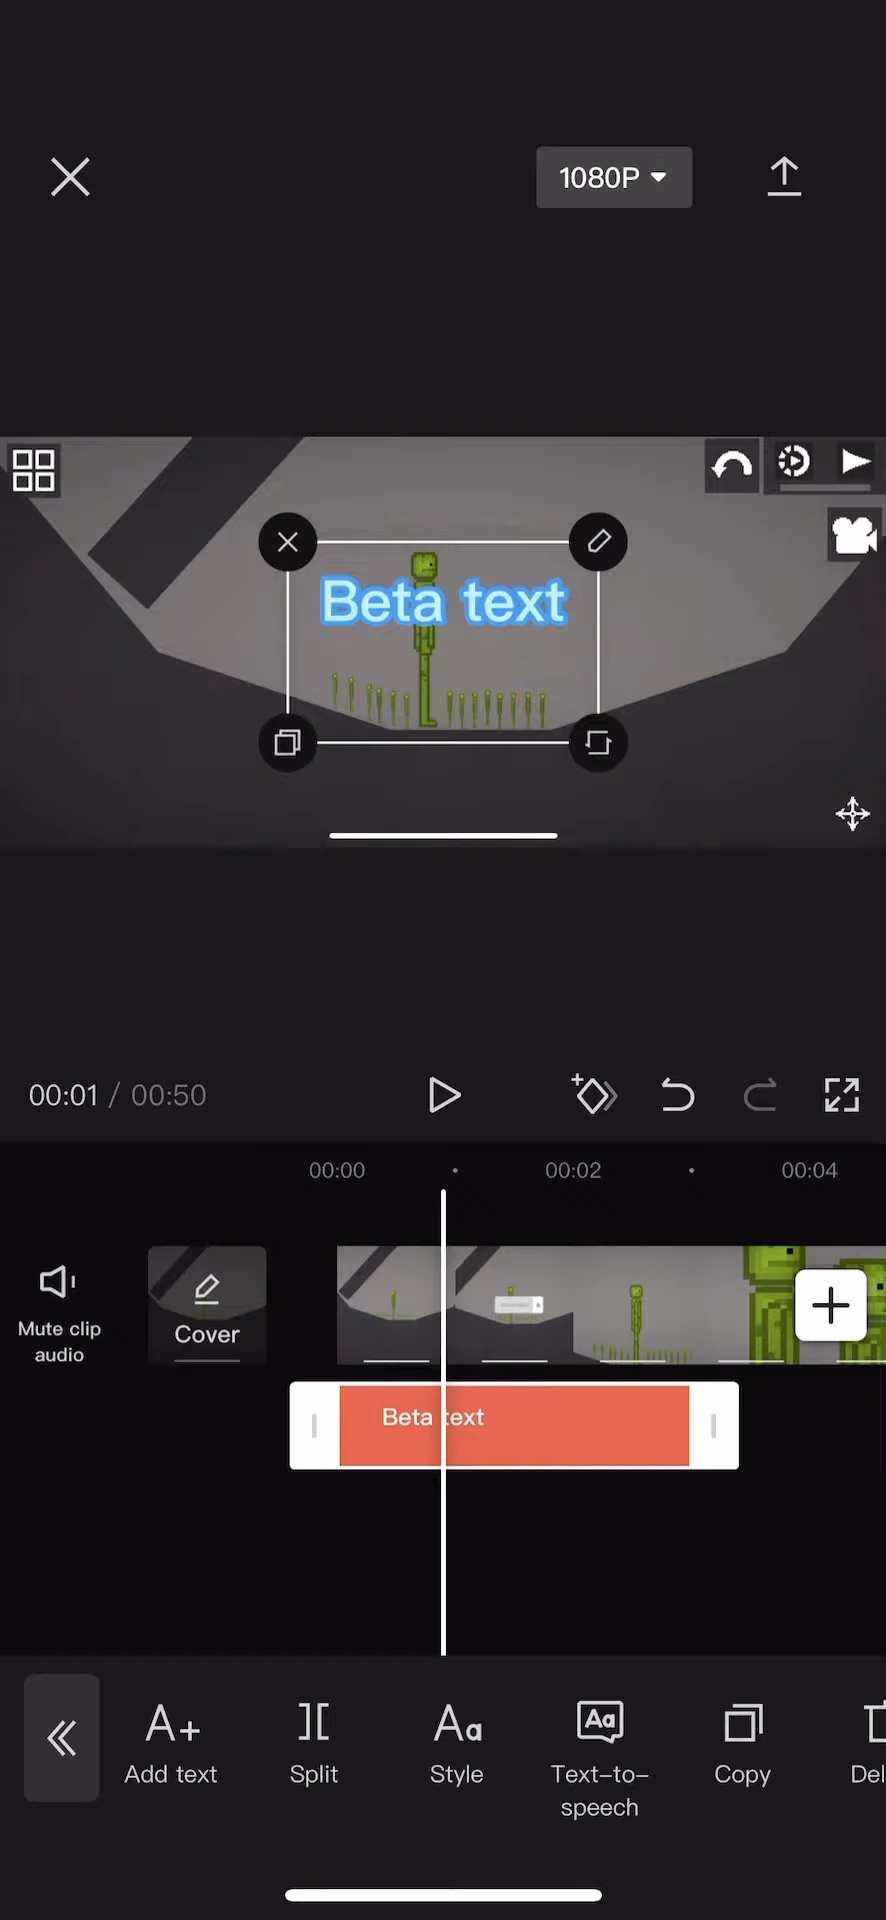 1080P
Beta text
00:01 / 00:50
00:00 • 00:02 • 00:04
Mute clip
audio
Cover
Beta text
Add text
Split
Style
Aa
Text-to-
speech
Copy
Del